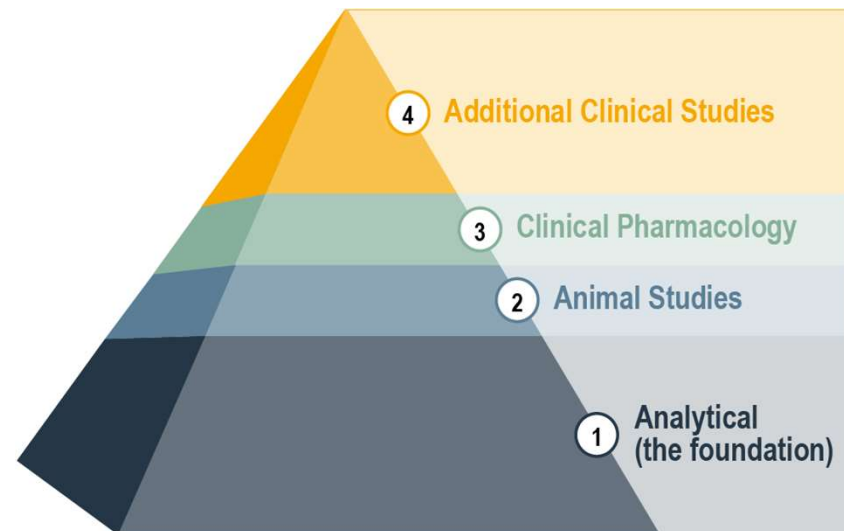 4 Additional Clinical Studies
3 Clinical Pharmacology
2 Animal Studies
1 Analytical
(the foundation)